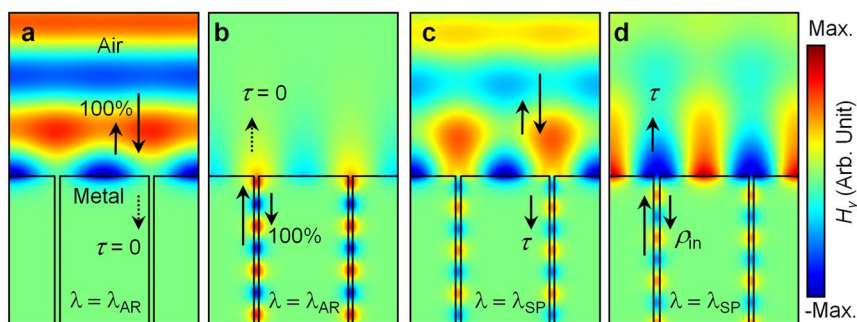 a
Air
100%
Metal
τ = 0
λ = λAR
b
τ = 0
100%
λ = λAR
c
τ
λ = λSP
d
τ
ρin
λ = λSP
Max.
Hy (Arb. Unit)
-Max.